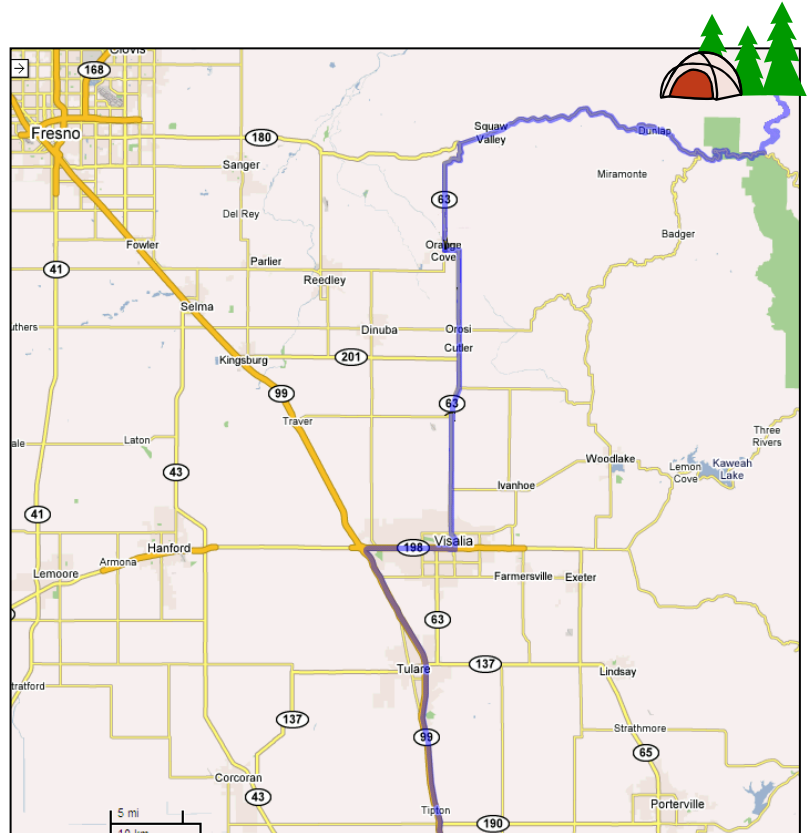 Clovis
168
Fresno
180
Squaw
Valley
Dunlap
Sanger
Miramonte
63
Del Rey
Badger
Fowler
Orange
Cove
41
Parlier
Reedley
Selma
uthers
Dinuba
Orosi
Cutler
Kingsburg
201
99
63
Traver
Three
Rivers
ale
Laton
43
Woodlake
Lemon
Cove
Kaweah
Lake
Ivanhoe
41
Hanford
198
Visalia
Armona
Lemoore
Farmersville
Exeter
63
Tulare
137
Lindsay
tratford
137
Strathmore
99
65
Corcoran
43
Porterville
Tipton
5 mi
190
10 km